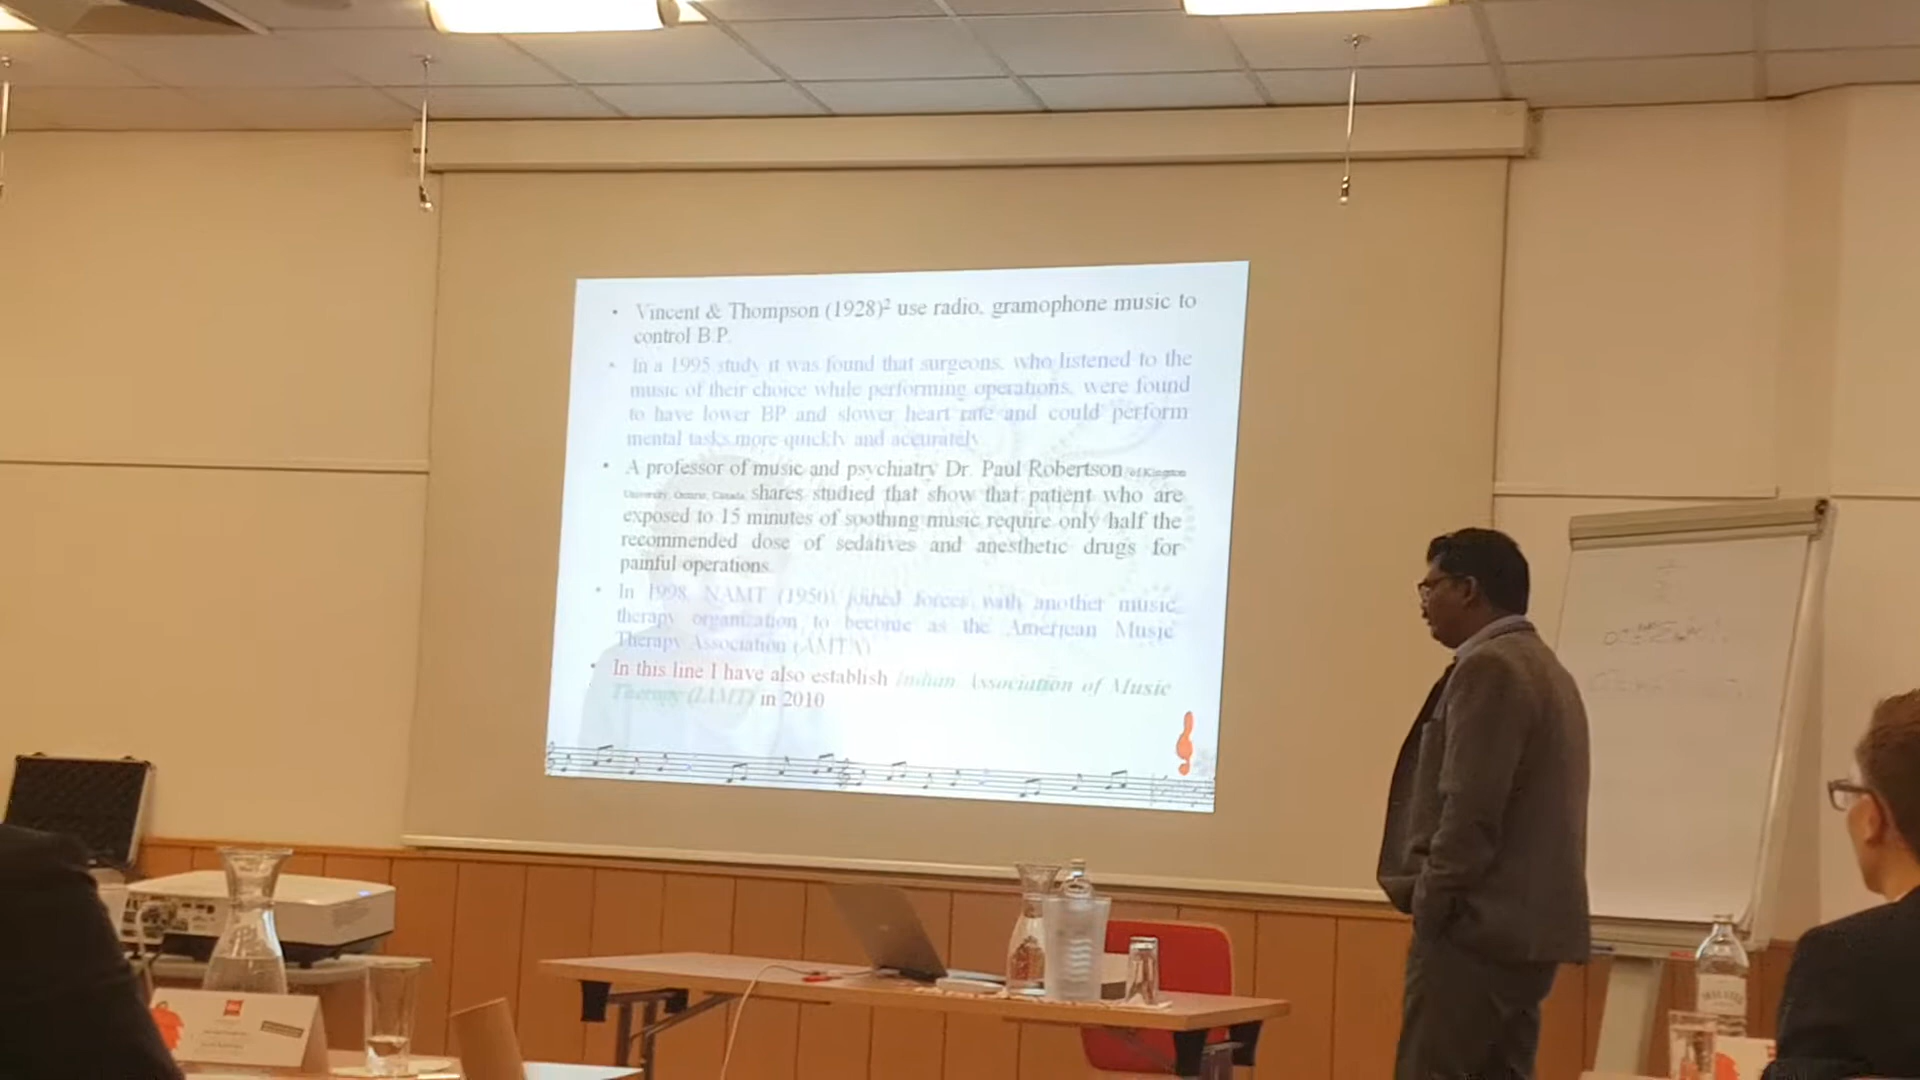 • Vincent & Thompson (1928)² use radio, gramophone music to
control B.P.
• In a 1995 study it was found that surgeons, who listened to the
music of their choice while performing operations, were found
to have lower BP and slower heart rate and could perform
mental tasks more quickly and accurately
• A professor of music and psychiatry Dr. Paul Robertson of Kingston
University, Ontario, Canada, shares studied that show that patient who are
exposed to 15 minutes of soothing music require only half the
recommended dose of sedatives and anesthetic drugs for
painful operations.
• In 1998, NAMT (1950) joined forces with another music
therapy organization to become as the American Music
Therapy Association (AMTA)
• In this line I have also establish Indian Association of Music
Therapy (IAMT) in 2010